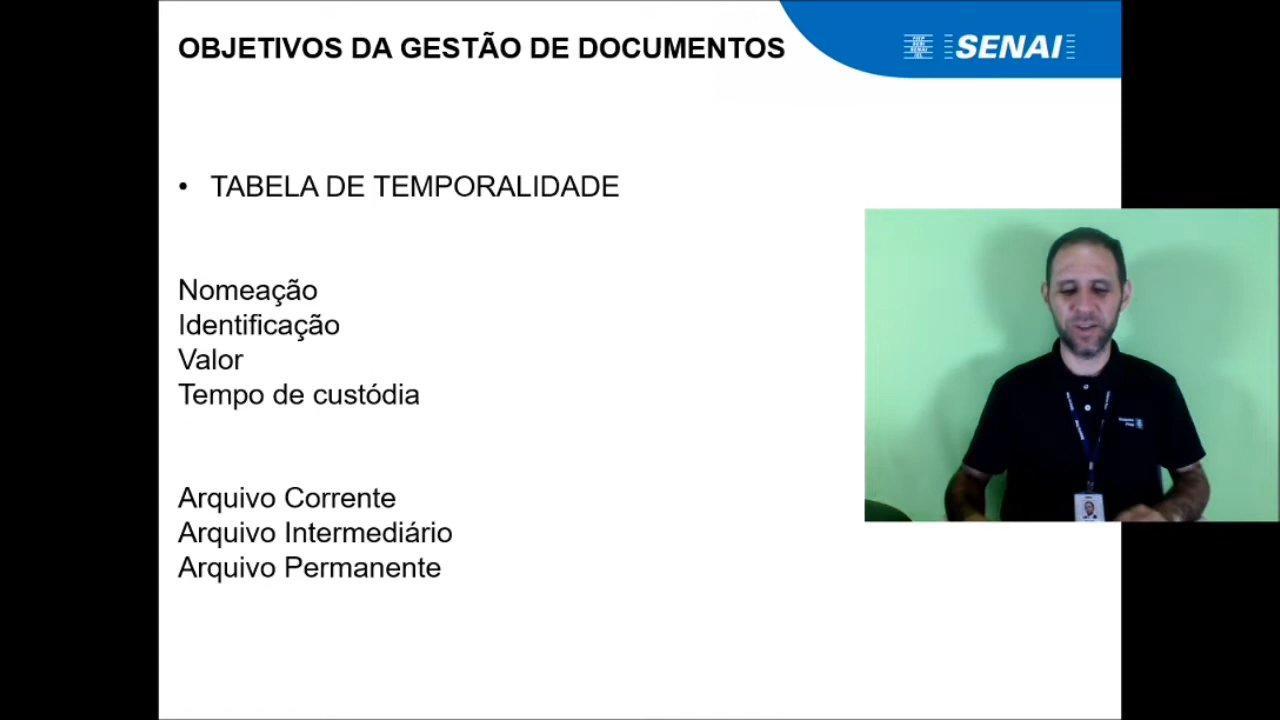 OBJETIVOS DA GESTÃO DE DOCUMENTOS
SENAI
• TABELA DE TEMPORALIDADE
Nomeação
Identificação
Valor
Tempo de custódia
Arquivo Corrente
Arquivo Intermediário
Arquivo Permanente